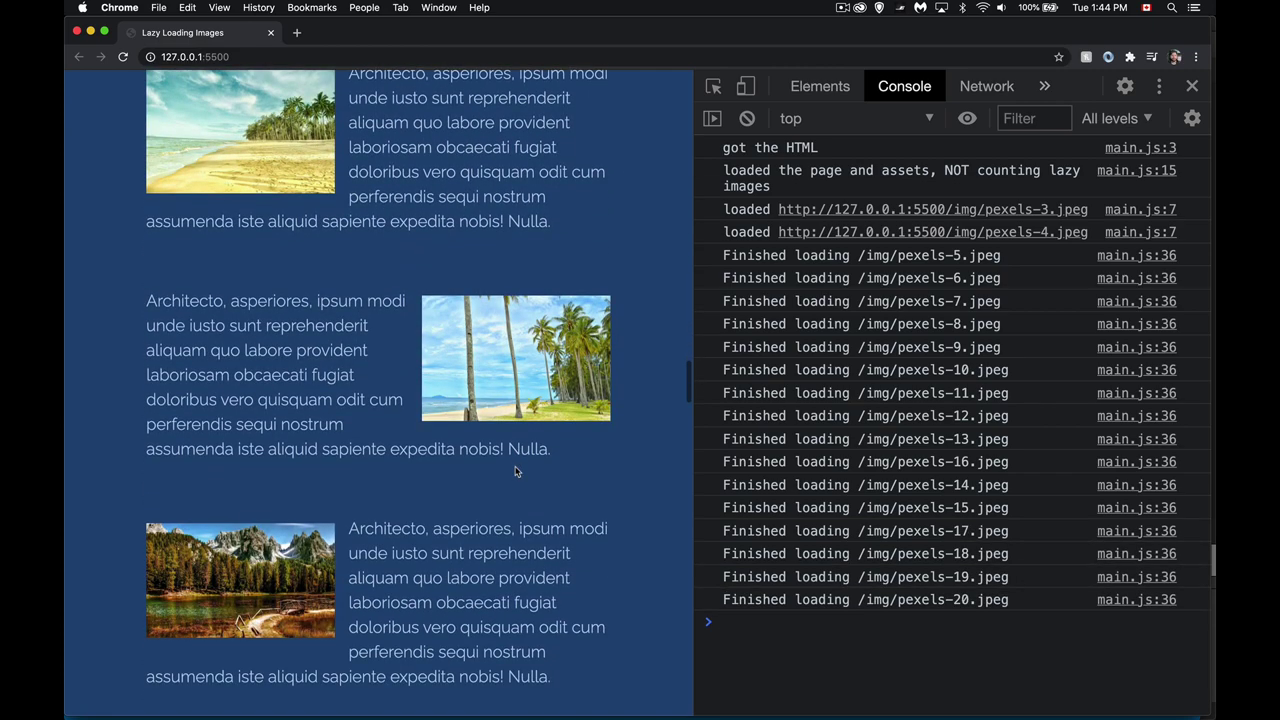 Chrome File Edit View History Bookmarks People Tab Window Help 100% Tue 1:44 PM
Lazy Loading Images
127.0.0.1:5500
Architecto, asperiores, ipsum modi
unde iusto sunt reprehenderit
aliquam quo labore provident
laboriosam obcaecati fugiat
doloribus vero quisquam odit cum
perferendis sequi nostrum
assumenda iste aliquid sapiente expedita nobis! Nulla.
Architecto, asperiores, ipsum modi
unde iusto sunt reprehenderit
aliquam quo labore provident
laboriosam obcaecati fugiat
doloribus vero quisquam odit cum
perferendis sequi nostrum
assumenda iste aliquid sapiente expedita nobis! Nulla.
Architecto, asperiores, ipsum modi
unde iusto sunt reprehenderit
aliquam quo labore provident
laboriosam obcaecati fugiat
doloribus vero quisquam odit cum
perferendis sequi nostrum
assumenda iste aliquid sapiente expedita nobis! Nulla.
Elements Console Network
top Filter All levels
got the HTML main.js:3
loaded the page and assets, NOT counting lazy main.js:15
images
loaded http://127.0.0.1:5500/img/pexels-3.jpeg main.js:7
loaded http://127.0.0.1:5500/img/pexels-4.jpeg main.js:7
Finished loading /img/pexels-5.jpeg main.js:36
Finished loading /img/pexels-6.jpeg main.js:36
Finished loading /img/pexels-7.jpeg main.js:36
Finished loading /img/pexels-8.jpeg main.js:36
Finished loading /img/pexels-9.jpeg main.js:36
Finished loading /img/pexels-10.jpeg main.js:36
Finished loading /img/pexels-11.jpeg main.js:36
Finished loading /img/pexels-12.jpeg main.js:36
Finished loading /img/pexels-13.jpeg main.js:36
Finished loading /img/pexels-16.jpeg main.js:36
Finished loading /img/pexels-14.jpeg main.js:36
Finished loading /img/pexels-15.jpeg main.js:36
Finished loading /img/pexels-17.jpeg main.js:36
Finished loading /img/pexels-18.jpeg main.js:36
Finished loading /img/pexels-19.jpeg main.js:36
Finished loading /img/pexels-20.jpeg main.js:36